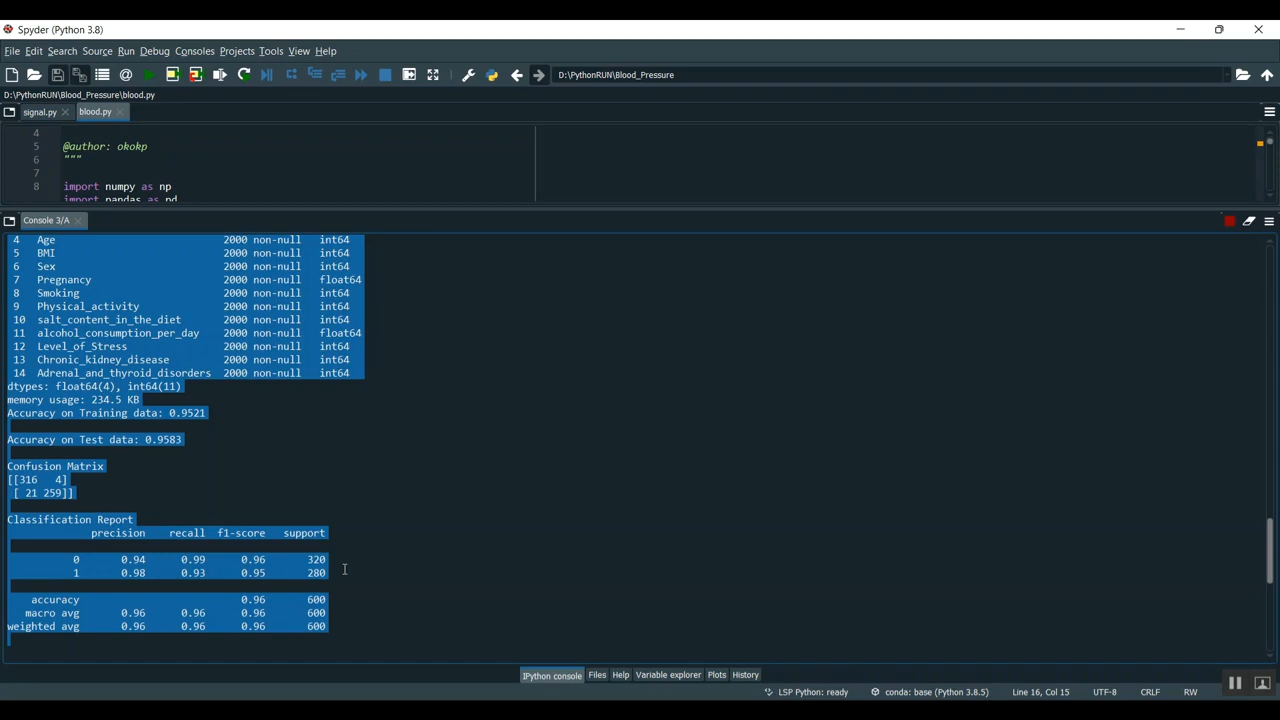 Spyder (Python 3.8)
File Edit Search Source Run Debug Consoles Projects Tools View Help
D:\PythonRUN\Blood_Pressure
D:\PythonRUN\Blood_Pressure\blood.py
signal.py blood.py
4
5 @author: okokp
6 """
7
8 import numpy as np
import pandas as pd
Console 3/A
4 Age 2000 non-null int64
5 BMI 2000 non-null int64
6 Sex 2000 non-null int64
7 Pregnancy 2000 non-null float64
8 Smoking 2000 non-null int64
9 Physical_activity 2000 non-null int64
10 salt_content_in_the_diet 2000 non-null int64
11 alcohol_consumption_per_day 2000 non-null float64
12 Level_of_Stress 2000 non-null int64
13 Chronic_kidney_disease 2000 non-null int64
14 Adrenal_and_thyroid_disorders 2000 non-null int64
dtypes: float64(4), int64(11)
memory usage: 234.5 KB
Accuracy on Training data: 0.9521
Accuracy on Test data: 0.9583
Confusion Matrix
[[316 4]
[ 21 259]]
Classification Report
precision recall f1-score support
0 0.94 0.99 0.96 320
1 0.98 0.93 0.95 280
accuracy 0.96 600
macro avg 0.96 0.96 0.96 600
weighted avg 0.96 0.96 0.96 600
IPython console Files Help Variable explorer Plots History
LSP Python: ready conda: base (Python 3.8.5) Line 16, Col 15 UTF-8 CRLF RW